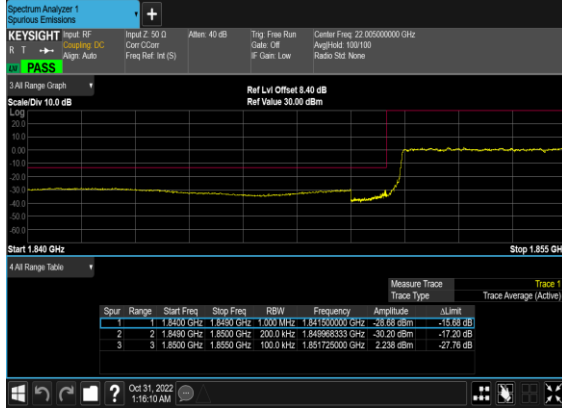 Spectrum Analyzer 1
Spurious Emissions
KEYSIGHT Input: RF Input Z: 50 Ω Atten: 40 dB Trig: Free Run Center Freq: 22.005000000 GHz
R T Coupling: DC Corr CCorr Gate: Off Avg|Hold: 100/100
Align: Auto Freq Ref: Int (S) IF Gain: Low Radio Std: None
PASS
3 All Range Graph
Ref Lvl Offset 8.40 dB
Scale/Div 10.0 dB Ref Value 30.00 dBm
Log
20.0
10.0
0.00
-10.0
-20.0
-30.0
-40.0
-50.0
-60.0
Start 1.840 GHz Stop 1.855 GH
4 All Range Table
Measure Trace Trace 1
Trace Type Trace Average (Active)
Spur Range Start Freq Stop Freq RBW Frequency Amplitude ΔLimit
1 1 1.8400 GHz 1.8490 GHz 1.000 MHz 1.841500000 GHz -28.68 dBm -15.68 dB
2 2 1.8490 GHz 1.8500 GHz 200.0 kHz 1.849968333 GHz -30.20 dBm -17.20 dB
3 3 1.8500 GHz 1.8550 GHz 100.0 kHz 1.851725000 GHz 2.238 dBm -27.76 dB
? Oct 31, 2022
1:16:10 AM